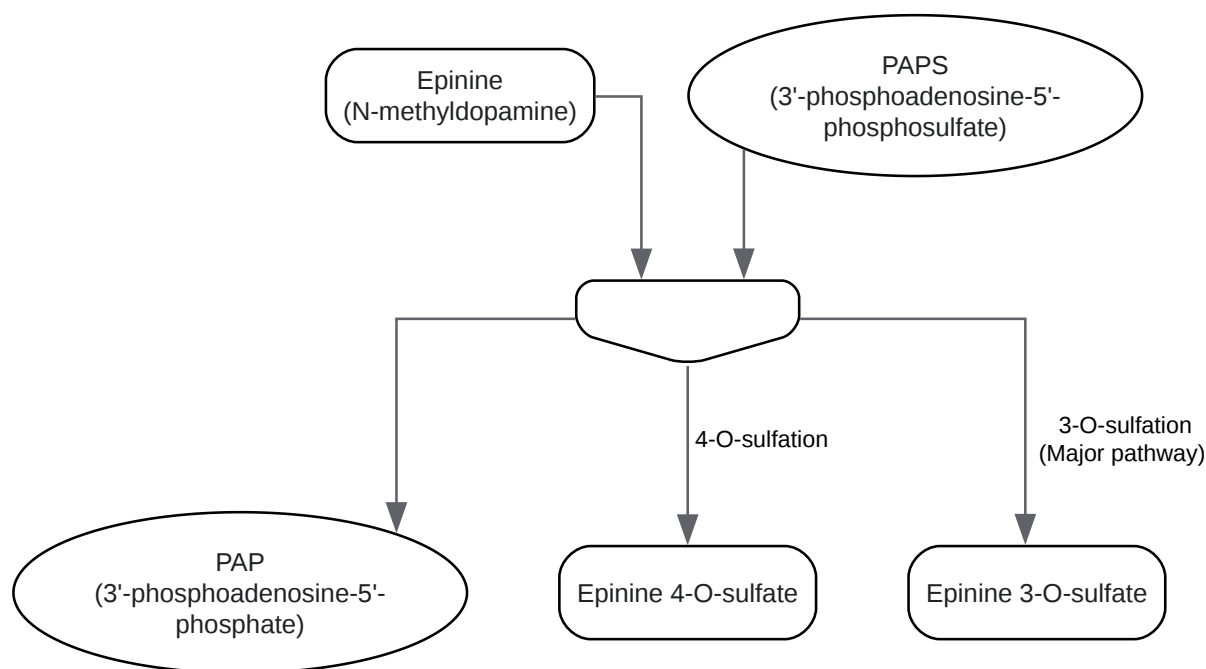 Epinine
(N-methyldopamine)
PAPS
(3'-phosphoadenosine-5'-
phosphosulfate)
4-O-sulfation
3-O-sulfation
(Major pathway)
PAP
(3'-phosphoadenosine-5'-
phosphate)
Epinine 4-O-sulfate
Epinine 3-O-sulfate